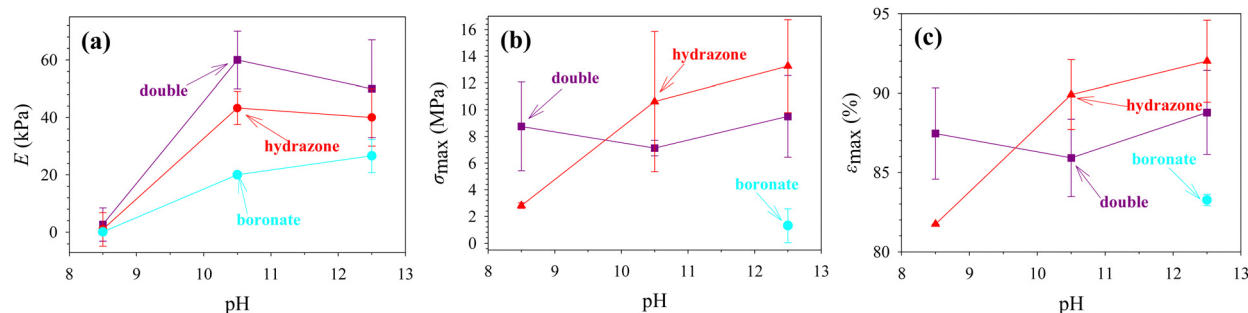 (a)
E (kPa)
60
40
20
0
double
hydrazone
boronate
8 9 10 11 12 13
pH
(b)
σmax (MPa)
16
14
12
10
8
6
4
2
0
hydrazone
double
boronate
8 9 10 11 12 13
pH
(c)
εmax (%)
95
90
85
80
hydrazone
boronate
double
8 9 10 11 12 13
pH